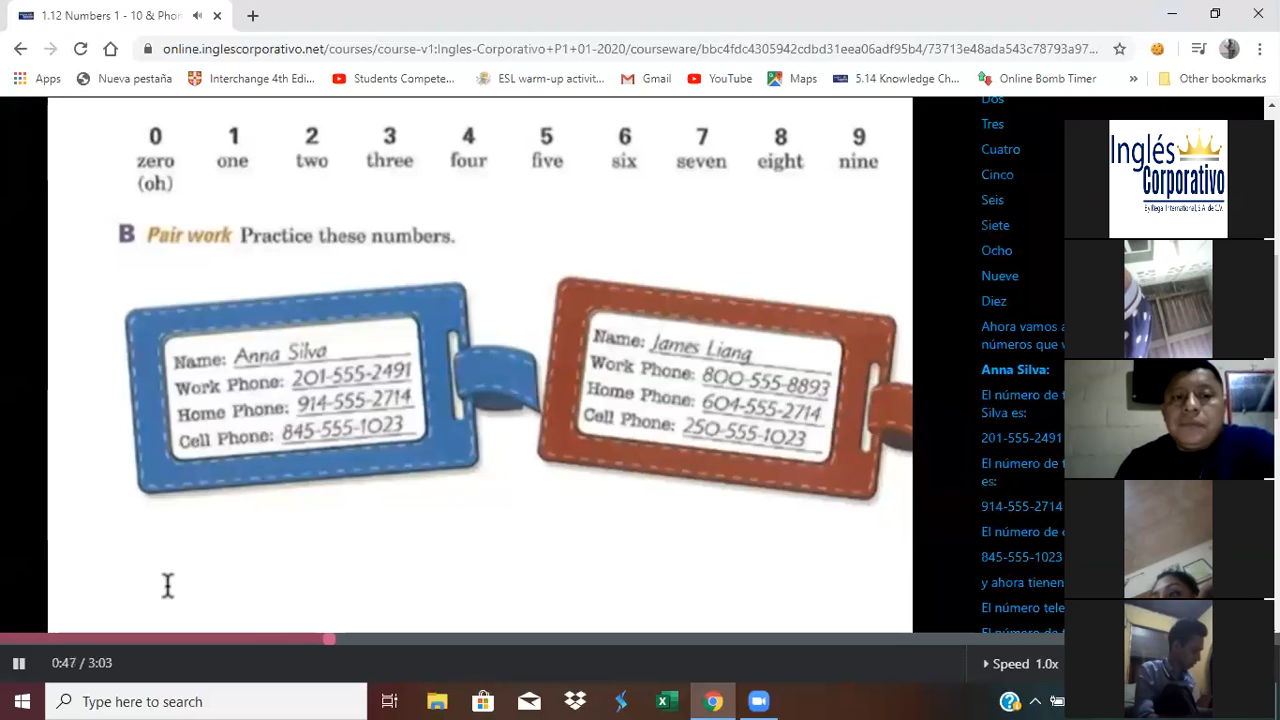 1.12 Numbers 1 - 10 & Phon
online.inglescorporativo.net/courses/course-v1:Ingles-Corporativo+P1+01-2020/courseware/bbc4fdc4305942cdbd31eea06adf95b4/73713e48ada543c78793a97...
Apps
Nueva pestaña
Interchange 4th Edi...
Students Compete...
ESL warm-up activit...
Gmail
YouTube
Maps
5.14 Knowledge Ch...
Online Bomb Timer
»
Other bookmarks
0 1 2 3 4 5 6 7 8 9
zero one two three four five six seven eight nine
(oh)
B Pair work Practice these numbers.
Name: Anna Silva
Work Phone: 201-555-2491
Home Phone: 914-555-2714
Cell Phone: 845-555-1023
Name: James Liang
Work Phone: 800-555-8893
Home Phone: 604-555-2714
Cell Phone: 250-555-1023
Dos
Tres
Cuatro
Cinco
Seis
Siete
Ocho
Nueve
Diez
Ahora vamos a
números que v
Anna Silva:
El número de t
Silva es:
201-555-2491
El número de t
es:
914-555-2714
El número de c
845-555-1023
y ahora tienen
El número tele
Inglés
Corporativo
0:47 / 3:03
Speed 1.0x
Type here to search